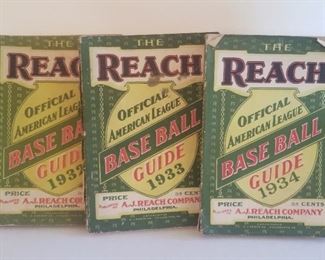 THE
REACH
OFFICIAL
AMERICAN LEAGUE
BASE BALL
GUIDE
1932
PRICE
A.J. REACH COMPANY
PHILADELPHIA.
THE
REACH
OFFICIAL
AMERICAN LEAGUE
BASE BALL
GUIDE
1933
PRICE 35 CENTS
A.J. REACH COMPANY
PHILADELPHIA.
THE
REACH
OFFICIAL
AMERICAN LEAGUE
BASE BALL
GUIDE
1934
PRICE 35 CENTS
A.J. REACH COMPANY
PHILADELPHIA.